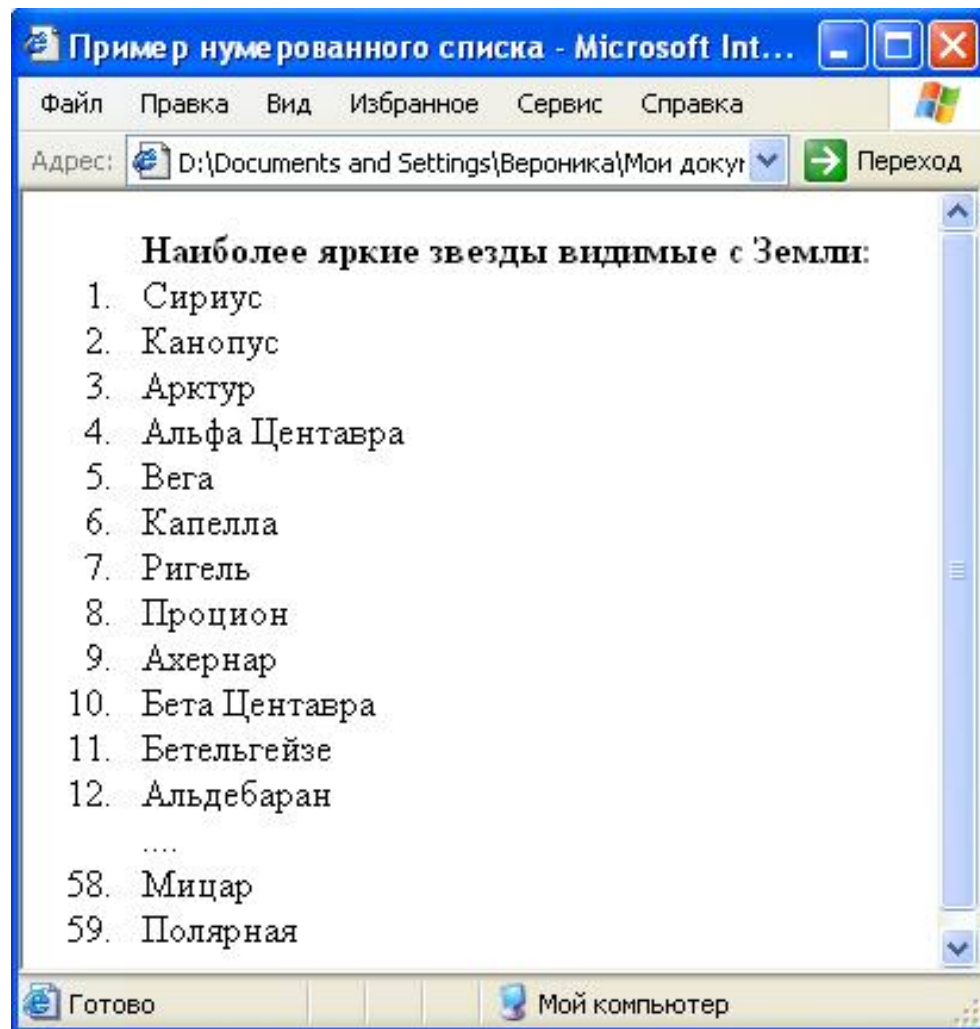 Пример нумерованного списка - Microsoft Int...
Файл Правка Вид Избранное Сервис Справка
Адрес: D:\Documents and Settings\Вероника\Мои докум Переход
Наиболее яркие звезды видимые с Земли:
1. Сириус
2. Канопус
3. Арктур
4. Альфа Центавра
5. Вега
6. Капелла
7. Ригель
8. Процион
9. Ахернар
10. Бета Центавра
11. Бетельгейзе
12. Альдебаран
....
58. Мицар
59. Полярная
Готово Мой компьютер